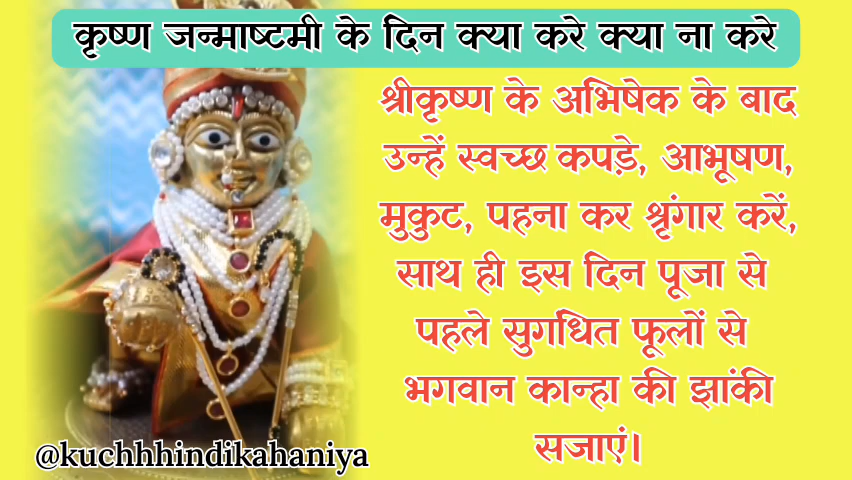 कृष्ण जन्माष्टमी के दिन क्या करे क्या ना करे
श्रीकृष्ण के अभिषेक के बाद
उन्हें स्वच्छ कपड़े, आभूषण,
मुकुट, पहना कर श्रृंगार करें,
साथ ही इस दिन पूजा से
पहले सुगधित फूलों से
भगवान कान्हा की झांकी
सजाएं।
@kuchhhindikahaniya